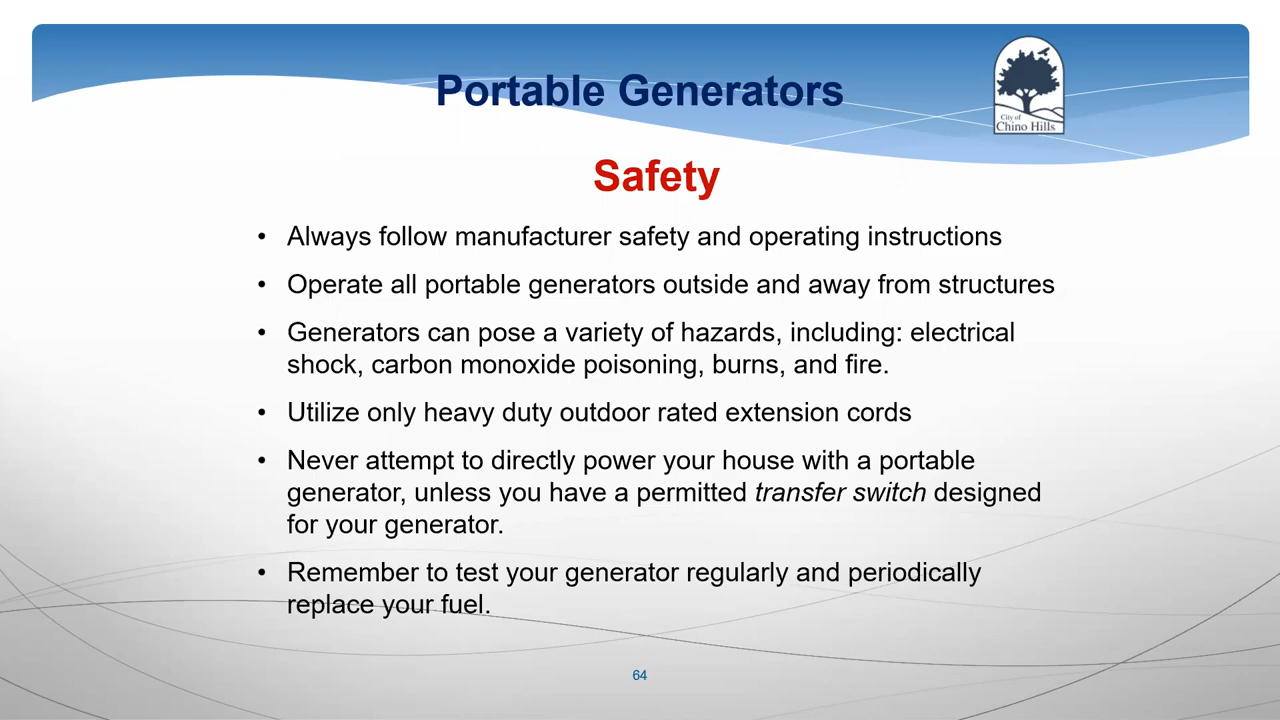 Portable Generators
City of
Chino Hills
Safety
• Always follow manufacturer safety and operating instructions
• Operate all portable generators outside and away from structures
• Generators can pose a variety of hazards, including: electrical
shock, carbon monoxide poisoning, burns, and fire.
• Utilize only heavy duty outdoor rated extension cords
• Never attempt to directly power your house with a portable
generator, unless you have a permitted transfer switch designed
for your generator.
• Remember to test your generator regularly and periodically
replace your fuel.
64